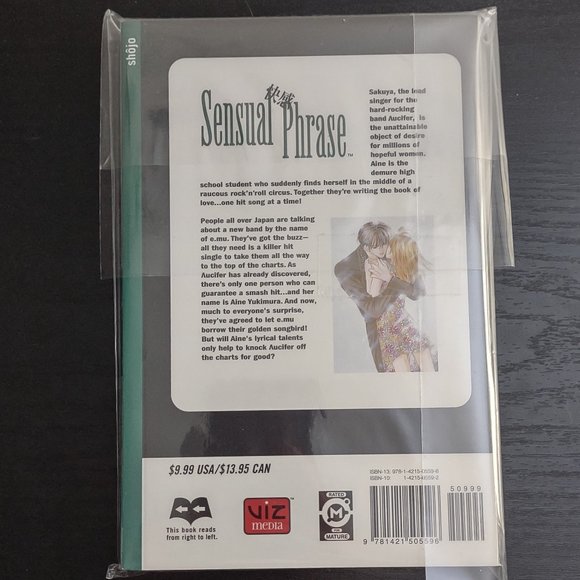 shôjo
快感
Sensual Phrase™
Sakuya, the lead
singer for the
hard-rocking
band Λucifer, is
the unattainable
object of desire
for millions of
hopeful women.
Aine is the
demure high
school student who suddenly finds herself in the middle of a
raucous rock'n'roll circus. Together they're writing the book of
love...one hit song at a time!
People all over Japan are talking
about a new band by the name
of e.mu. They've got the buzz—
all they need is a killer hit
single to take them all the way
to the top of the charts. As
Λucifer has already discovered,
there's only one person who can
guarantee a smash hit...and her
name is Aine Yukimura. And now,
much to everyone's surprise,
they've agreed to let e.mu
borrow their golden songbird!
But will Aine's lyrical talents
only help to knock Λucifer off
the charts for good?
$9.99 USA/$13.95 CAN
ISBN-13: 978-1-4215-0559-6
ISBN-10: 1-4215-0559-2
50999
This book reads
from right to left.
VIZ
MEDIA
RATED
M
FOR
MATURE
9 781421 505596